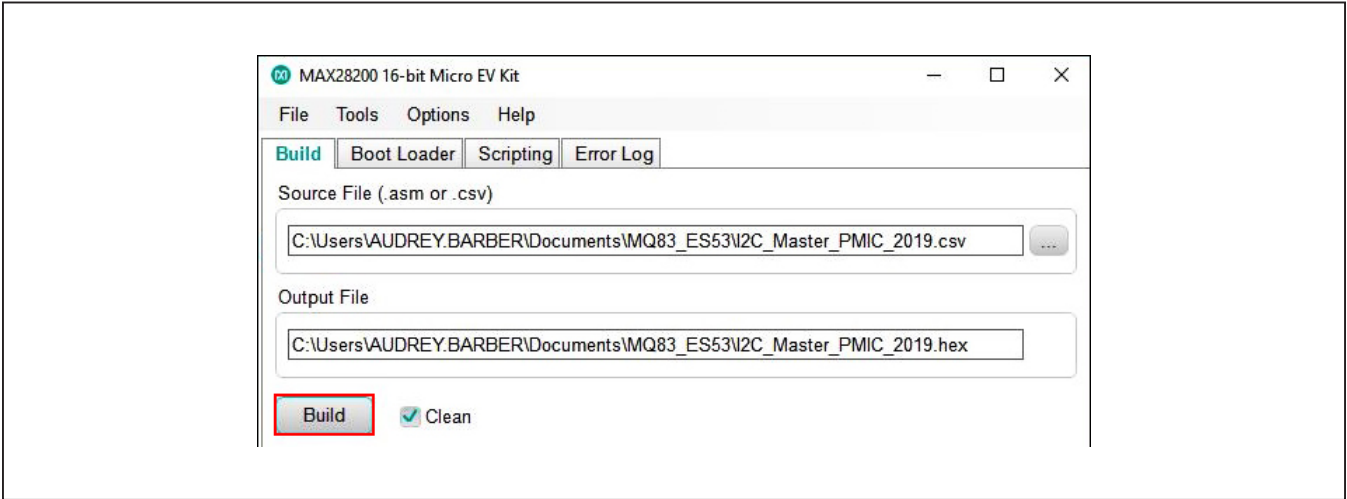 MAX28200 16-bit Micro EV Kit
File Tools Options Help
Build Boot Loader Scripting Error Log
Source File (.asm or .csv)
C:\Users\AUDREY.BARBER\Documents\MQ83_ES53\I2C_Master_PMIC_2019.csv ...
Output File
C:\Users\AUDREY.BARBER\Documents\MQ83_ES53\I2C_Master_PMIC_2019.hex
Build Clean